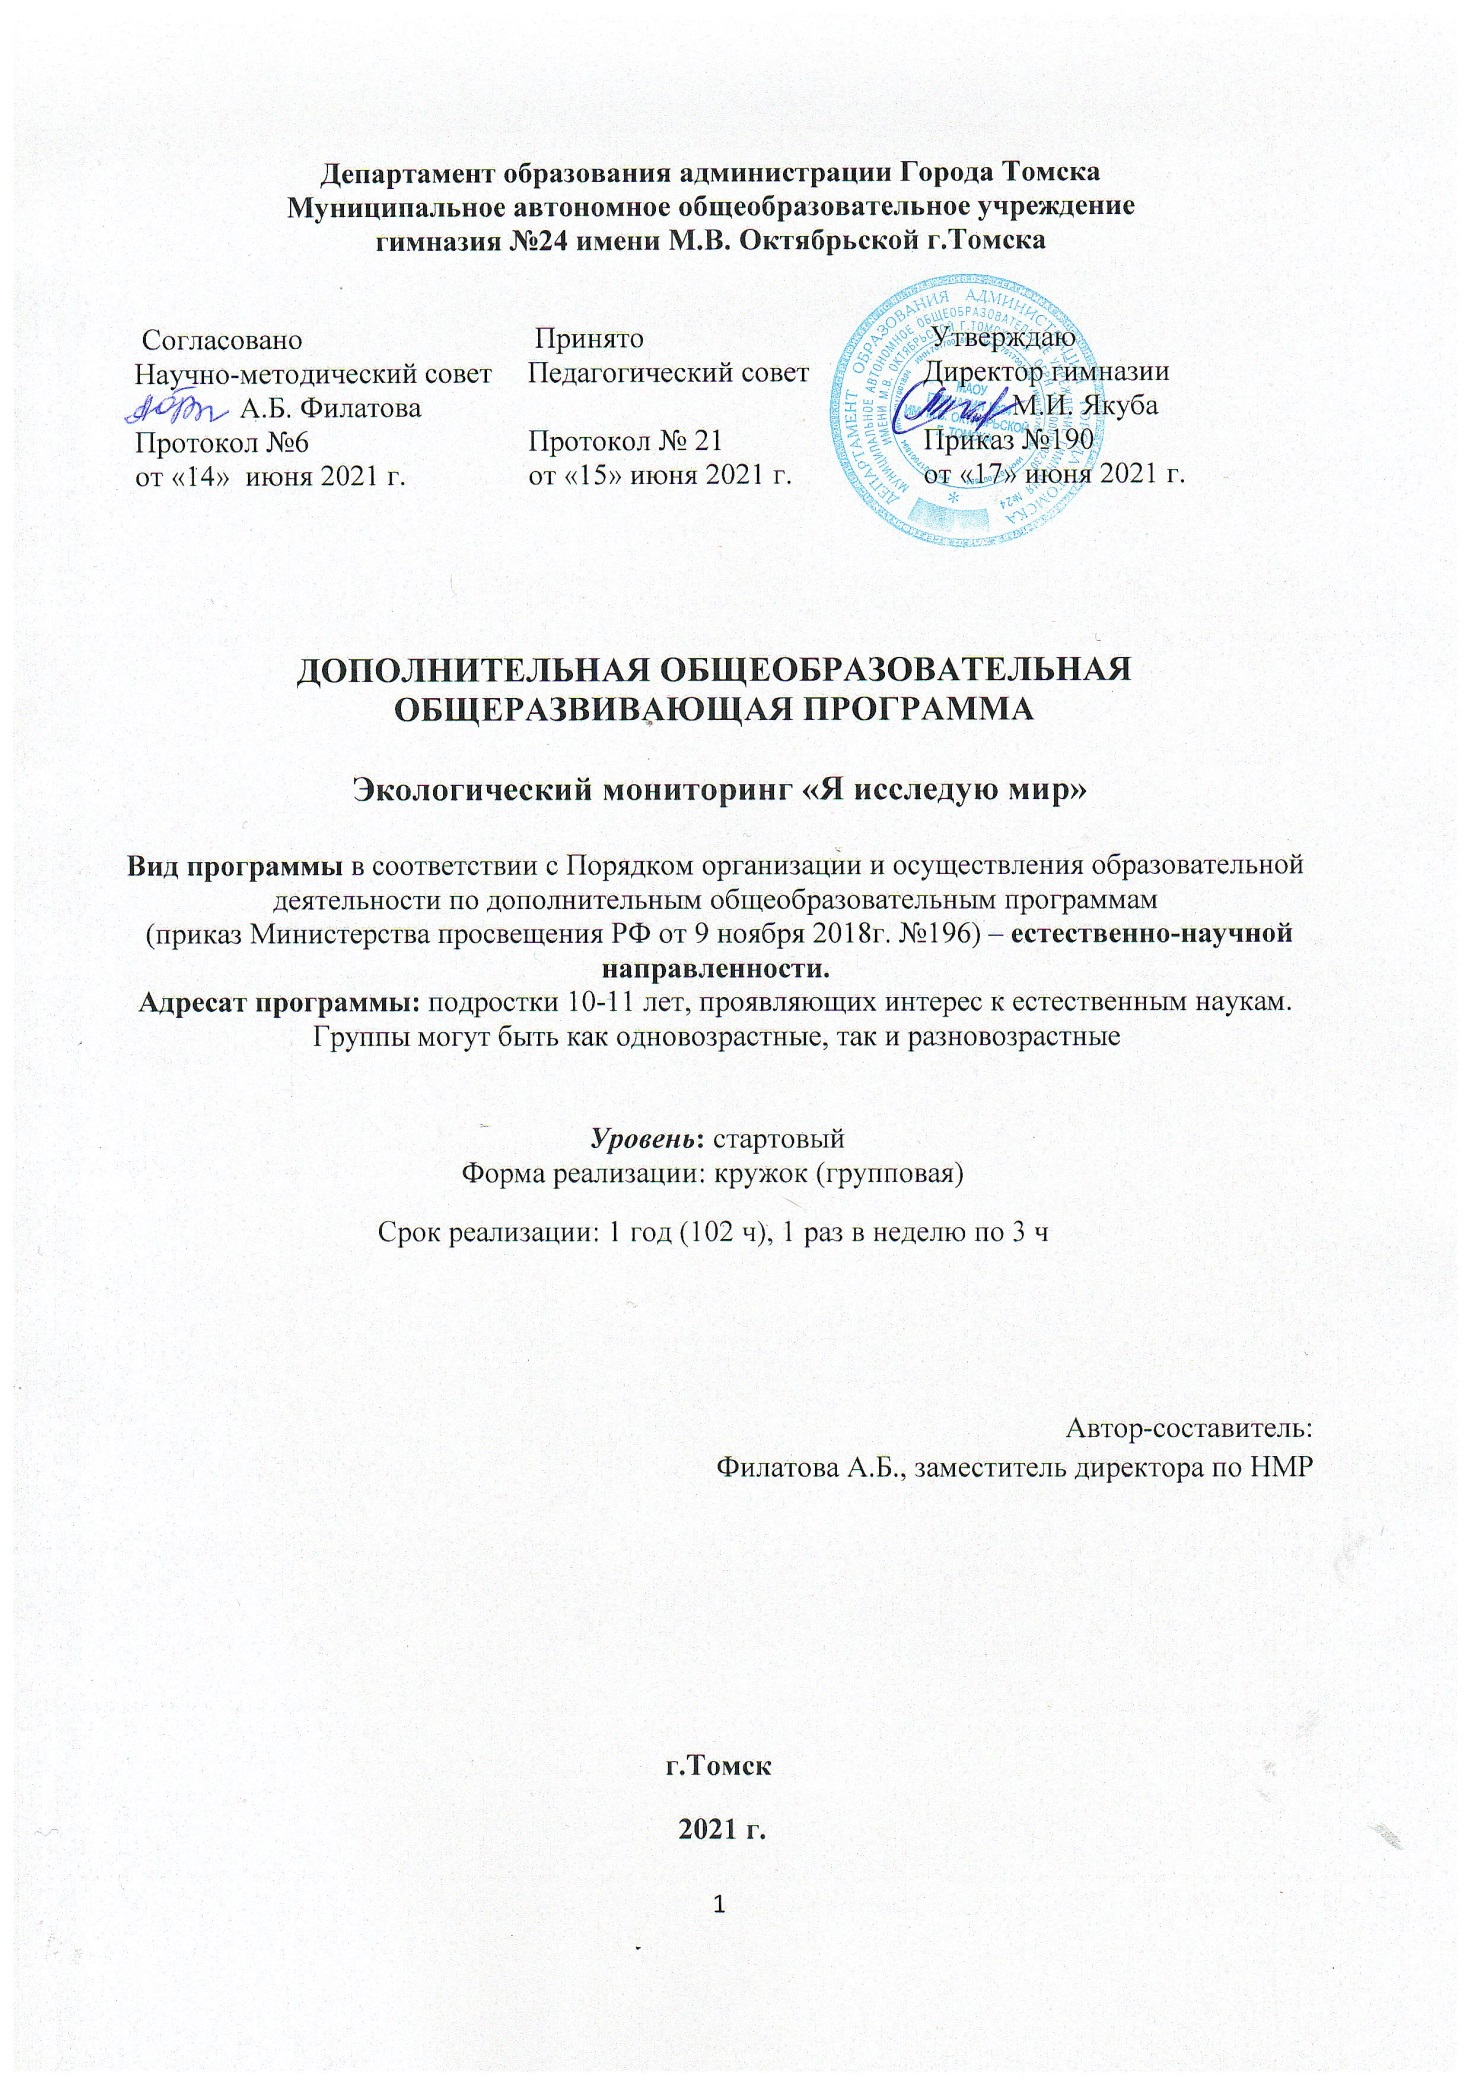 Департамент образования администрации Города Томска
Муниципальное автономное общеобразовательное учреждение
гимназия №24 имени М.В. Октябрьской г.Томска
Согласовано
Научно-методический совет
А.Б. Филатова
Протокол №6
от «14» июня 2021 г.
Принято
Педагогический совет
Протокол № 21
от «15» июня 2021 г.
Утверждаю
Директор гимназии
М.И. Якуба
Приказ №190
от «17» июня 2021 г.
ДОПОЛНИТЕЛЬНАЯ ОБЩЕОБРАЗОВАТЕЛЬНАЯ
ОБЩЕРАЗВИВАЮЩАЯ ПРОГРАММА
Экологический мониторинг «Я исследую мир»
Вид программы в соответствии с Порядком организации и осуществления образовательной
деятельности по дополнительным общеобразовательным программам
(приказ Министерства просвещения РФ от 9 ноября 2018г. №196) – естественно-научной
направленности.
Адресат программы: подростки 10-11 лет, проявляющих интерес к естественным наукам.
Группы могут быть как одновозрастные, так и разновозрастные
Уровень: стартовый
Форма реализации: кружок (групповая)
Срок реализации: 1 год (102 ч), 1 раз в неделю по 3 ч
Автор-составитель:
Филатова А.Б., заместитель директора по НМР
г.Томск
2021 г.
1